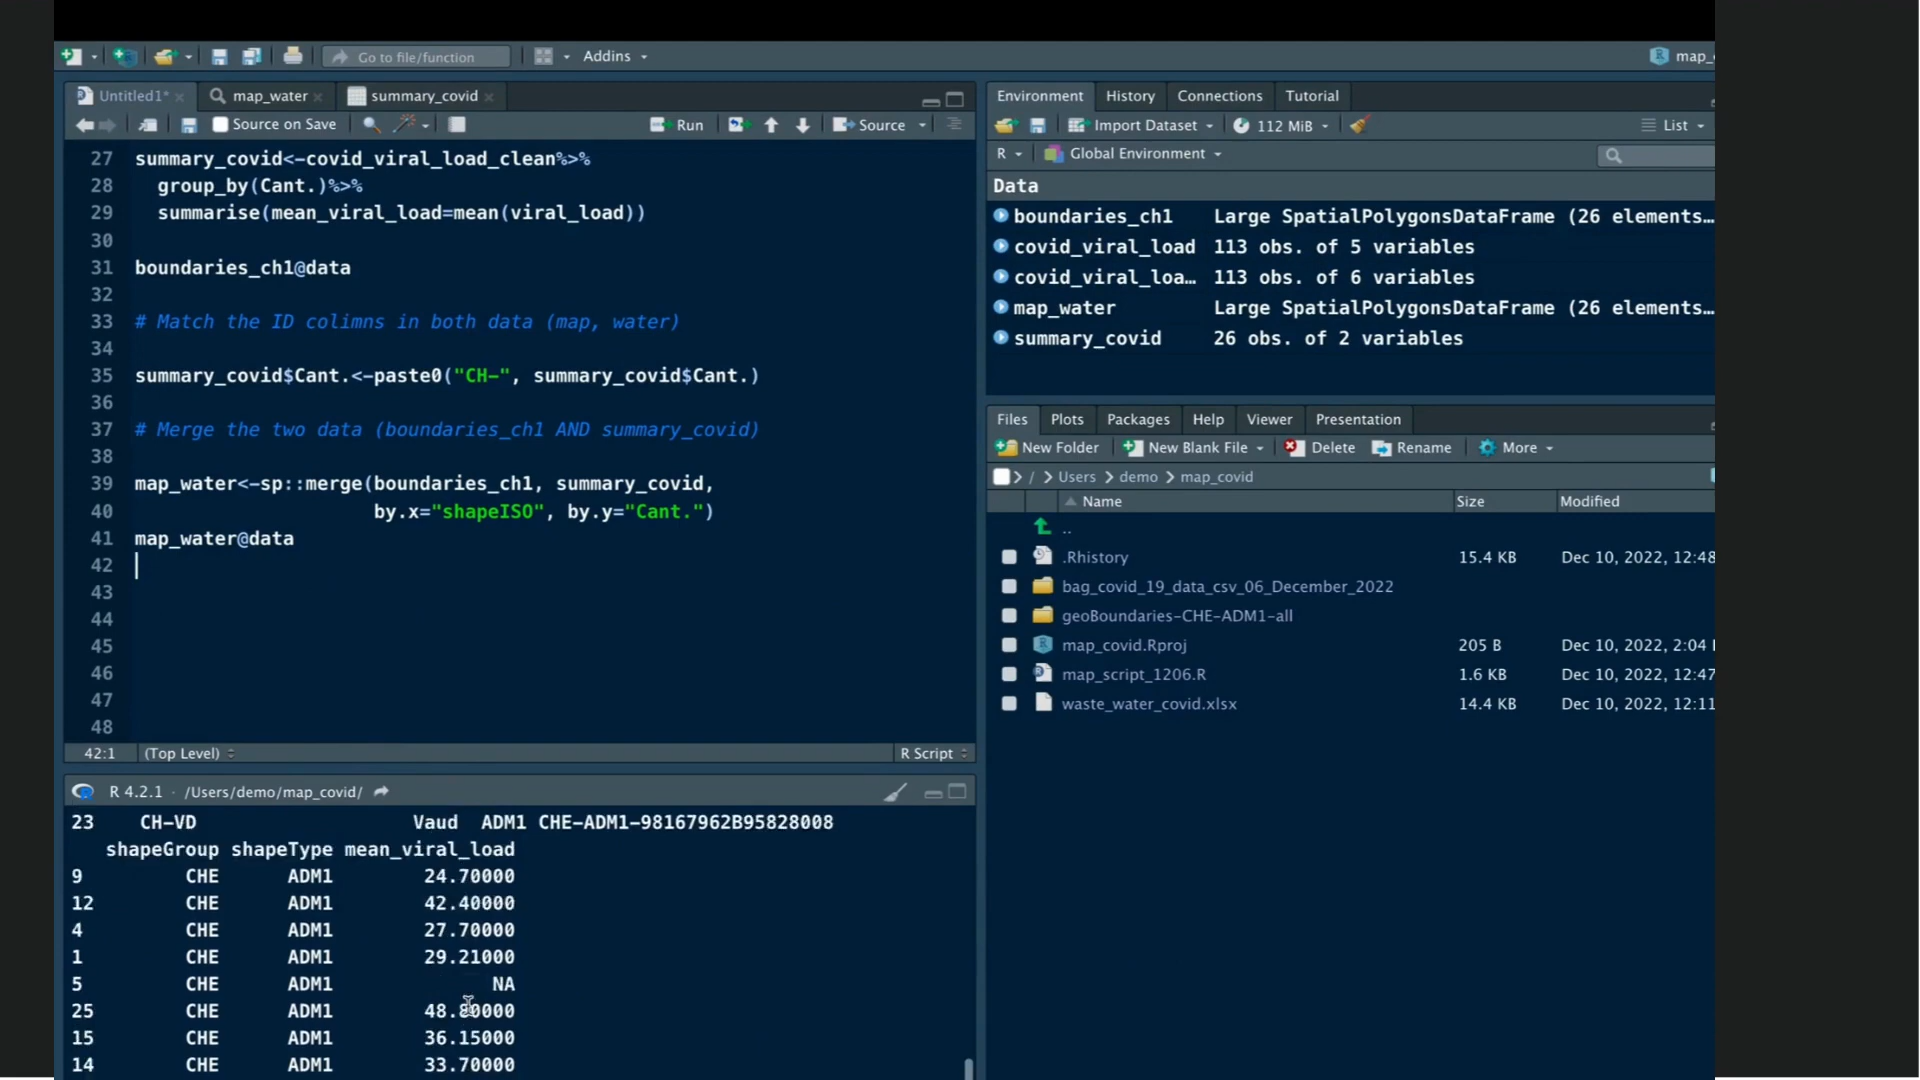 Go to file/function
Addins
Untitled1*
map_water
summary_covid
Source on Save
Run
Source
27 summary_covid<-covid_viral_load_clean%>%
28 group_by(Cant.)%>%
29 summarise(mean_viral_load=mean(viral_load))
30
31 boundaries_ch1@data
32
33 # Match the ID colimns in both data (map, water)
34
35 summary_covid$Cant.<-paste0("CH-", summary_covid$Cant.)
36
37 # Merge the two data (boundaries_ch1 AND summary_covid)
38
39 map_water<-sp::merge(boundaries_ch1, summary_covid,
40 by.x="shapeISO", by.y="Cant.")
41 map_water@data
42
43
44
45
46
47
48
42:1 (Top Level) R Script
R 4.2.1 · /Users/demo/map_covid/
23 CH-VD Vaud ADM1 CHE-ADM1-98167962B95828008
shapeGroup shapeType mean_viral_load
9 CHE ADM1 24.70000
12 CHE ADM1 42.40000
4 CHE ADM1 27.70000
1 CHE ADM1 29.21000
5 CHE ADM1 NA
25 CHE ADM1 48.80000
15 CHE ADM1 36.15000
14 CHE ADM1 33.70000
Environment History Connections Tutorial
Import Dataset 112 MiB List
R Global Environment
Data
boundaries_ch1 Large SpatialPolygonsDataFrame (26 elements…
covid_viral_load 113 obs. of 5 variables
covid_viral_loa… 113 obs. of 6 variables
map_water Large SpatialPolygonsDataFrame (26 elements…
summary_covid 26 obs. of 2 variables
Files Plots Packages Help Viewer Presentation
New Folder New Blank File Delete Rename More
/ Users demo map_covid
Name Size Modified
..
.Rhistory 15.4 KB Dec 10, 2022, 12:48
bag_covid_19_data_csv_06_December_2022
geoBoundaries-CHE-ADM1-all
map_covid.Rproj 205 B Dec 10, 2022, 2:04
map_script_1206.R 1.6 KB Dec 10, 2022, 12:47
waste_water_covid.xlsx 14.4 KB Dec 10, 2022, 12:11